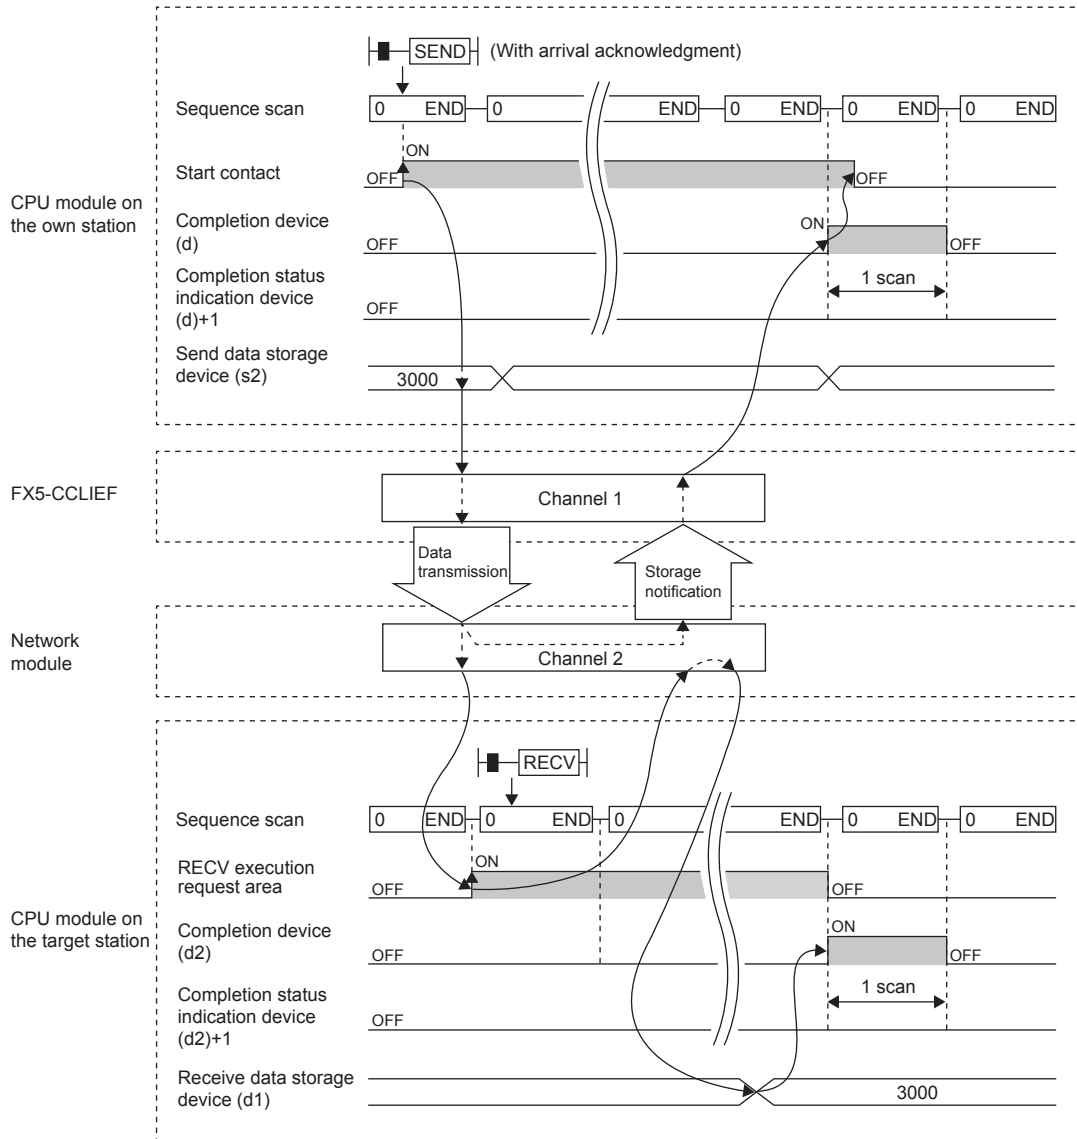 SEND (With arrival acknowledgment)
Sequence scan 0 END 0 END 0 END 0 END 0 END
ON
Start contact
OFF OFF
CPU module on
the own station
Completion device
(d)
ON
OFF OFF
Completion status
indication device
(d)+1
1 scan
OFF
Send data storage
device (s2)
3000
FX5-CCLIEF
Channel 1
Data
transmission
Storage
notification
Network
module
Channel 2
RECV
Sequence scan 0 END 0 END 0 END 0 END 0 END
RECV execution
request area
ON
OFF OFF
CPU module on
the target station
Completion device
(d2)
ON
OFF OFF
Completion status
indication device
(d2)+1
1 scan
OFF
Receive data storage
device (d1)
3000